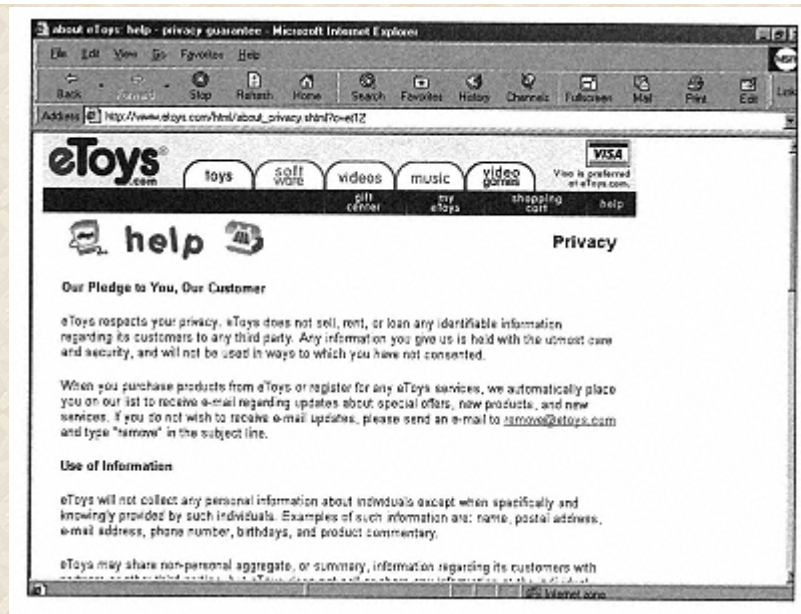 about eToys: help - privacy guarantee - Microsoft Internet Explorer
File Edit View Go Favorites Help
Back Forward Stop Refresh Home Search Favorites History Channels Fullscreen Mail Print Edit
Address http://www.etoys.com/html/about_privacy.shtml?c=et12
eToys.com toys software videos music video games VISA
Visa is preferred at eToys.com.
gift center my eToys shopping cart help
help Privacy
Our Pledge to You, Our Customer
eToys respects your privacy. eToys does not sell, rent, or loan any identifiable information
regarding its customers to any third party. Any information you give us is held with the utmost care
and security, and will not be used in ways to which you have not consented.
When you purchase products from eToys or register for any eToys services, we automatically place
you on our list to receive e-mail regarding updates about special offers, new products, and new
services. If you do not wish to receive e-mail updates, please send an e-mail to remove@etoys.com
and type "remove" in the subject line.
Use of Information
eToys will not collect any personal information about individuals except when specifically and
knowingly provided by such individuals. Examples of such information are: name, postal address,
e-mail address, phone number, birthdays, and product commentary.
eToys may share non-personal aggregate, or summary, information regarding its customers with
Internet zone